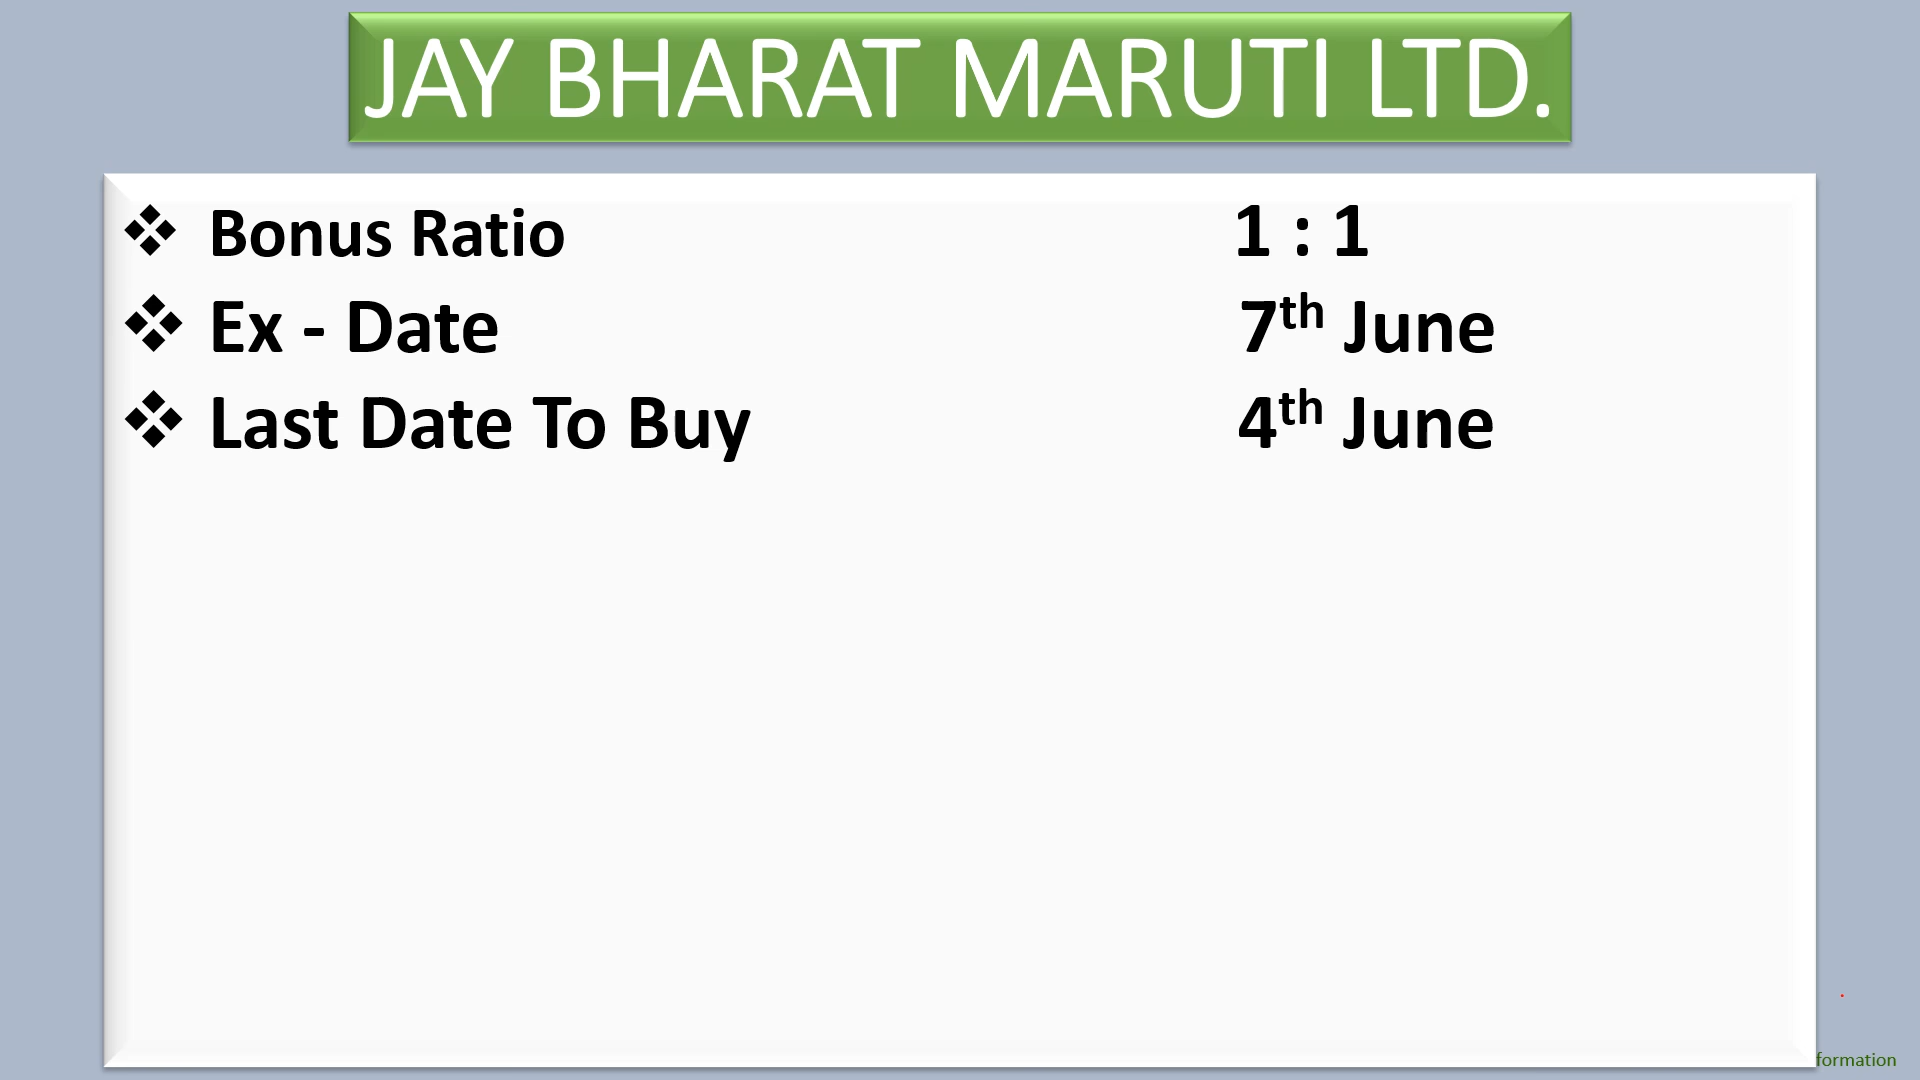 JAY BHARAT MARUTI LTD.
❖ Bonus Ratio 1 : 1
❖ Ex - Date 7th June
❖ Last Date To Buy 4th June
formation